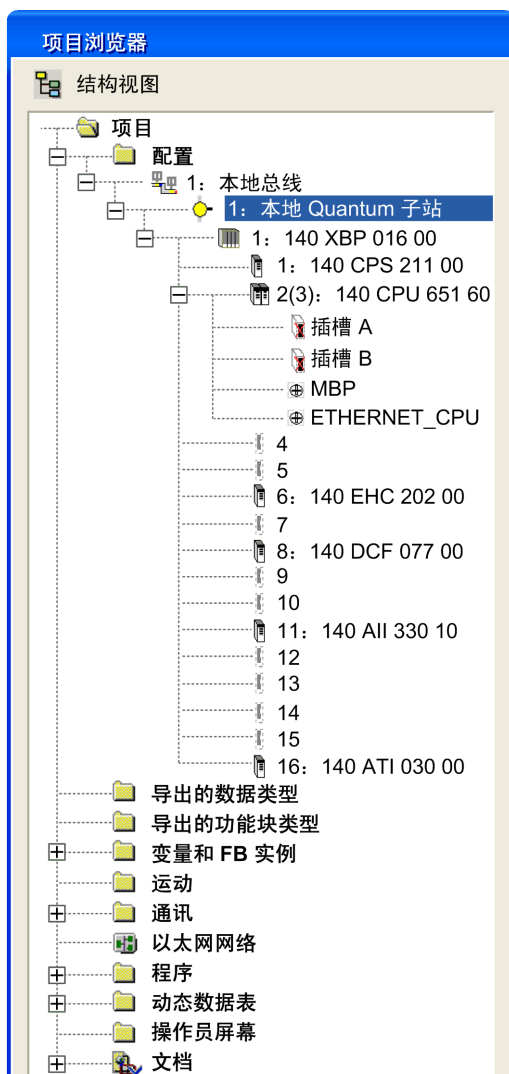 项目浏览器
结构视图
项目
配置
1：本地总线
1：本地 Quantum 子站
1：140 XBP 016 00
1：140 CPS 211 00
2(3)：140 CPU 651 60
插槽 A
插槽 B
MBP
ETHERNET_CPU
4
5
6：140 EHC 202 00
7
8：140 DCF 077 00
9
10
11：140 AII 330 10
12
13
14
15
16：140 ATI 030 00
导出的数据类型
导出的功能块类型
变量和 FB 实例
运动
通讯
以太网网络
程序
动态数据表
操作员屏幕
文档